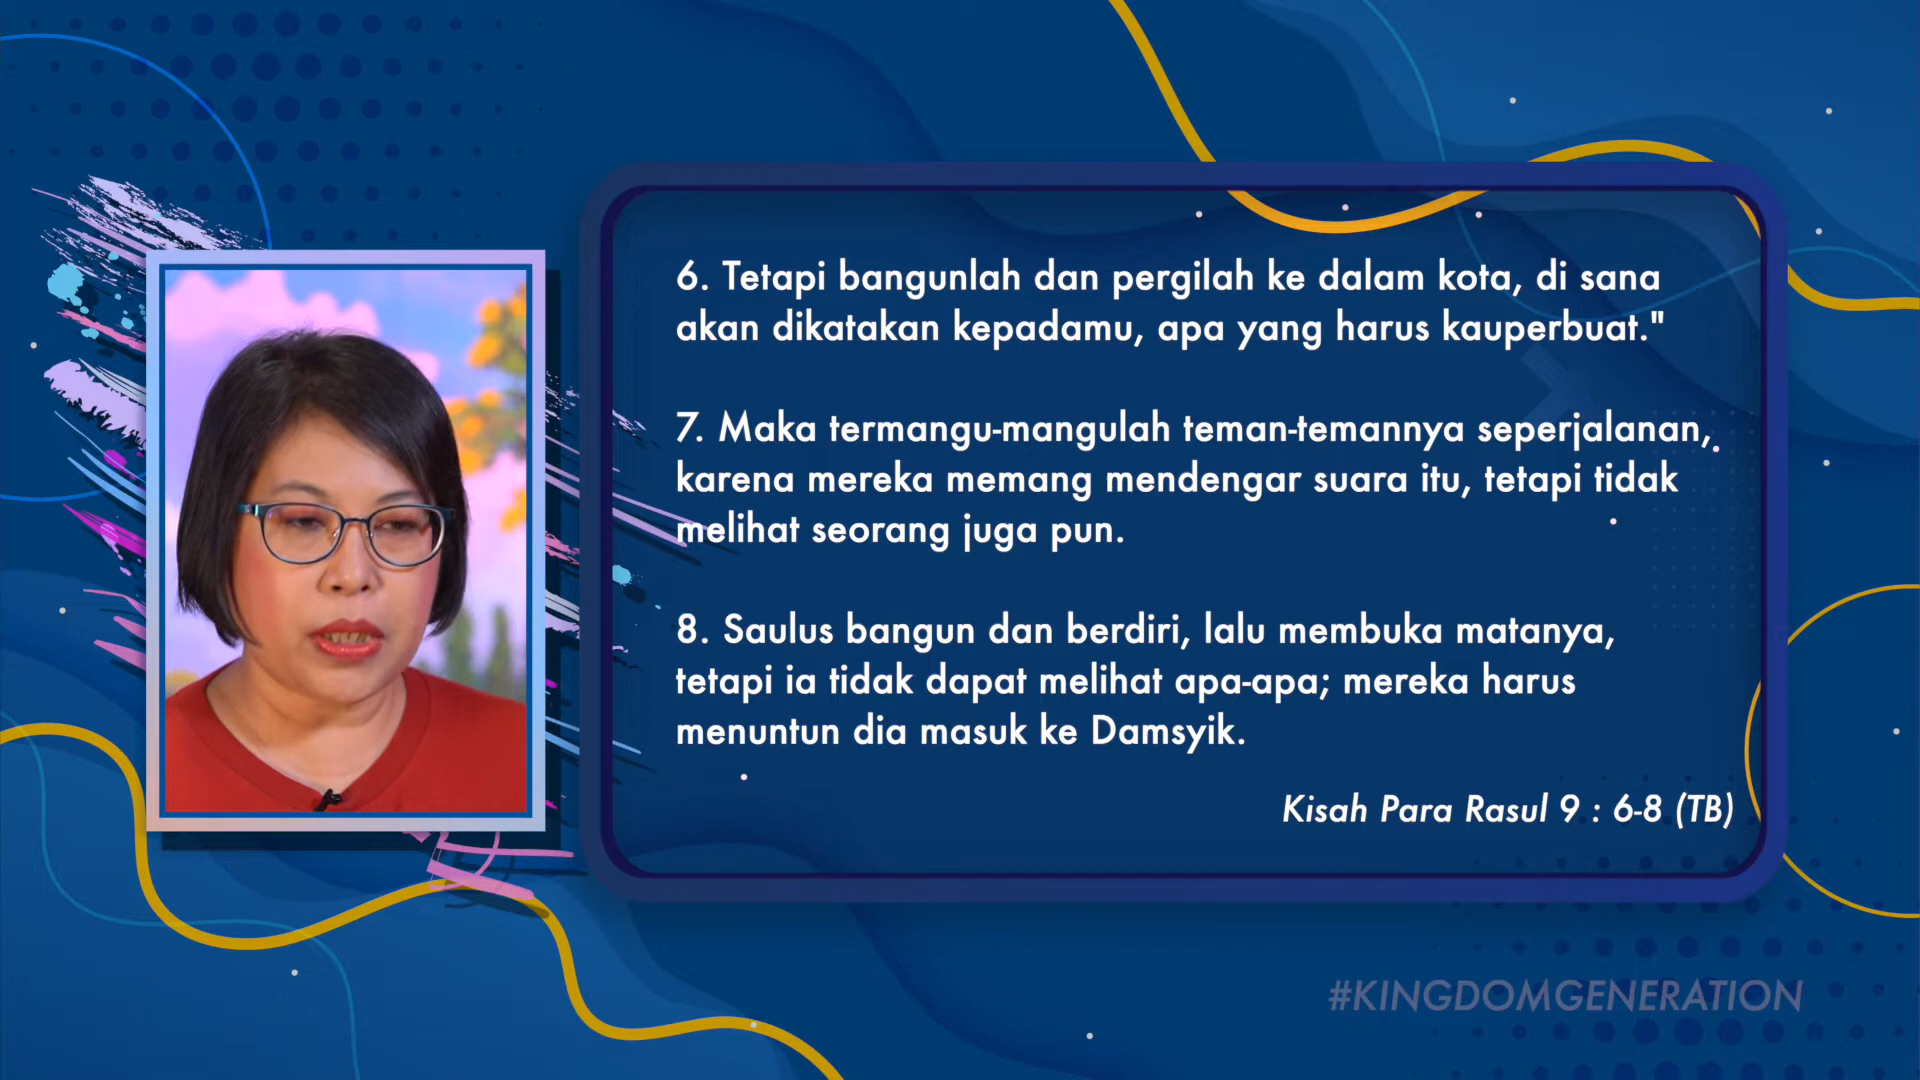 6. Tetapi bangunlah dan pergilah ke dalam kota, di sana
akan dikatakan kepadamu, apa yang harus kauperbuat."
7. Maka termangu-mangulah teman-temannya seperjalanan,
karena mereka memang mendengar suara itu, tetapi tidak
melihat seorang juga pun.
8. Saulus bangun dan berdiri, lalu membuka matanya,
tetapi ia tidak dapat melihat apa-apa; mereka harus
menuntun dia masuk ke Damsyik.
Kisah Para Rasul 9 : 6-8 (TB)
#KINGDOMGENERATION